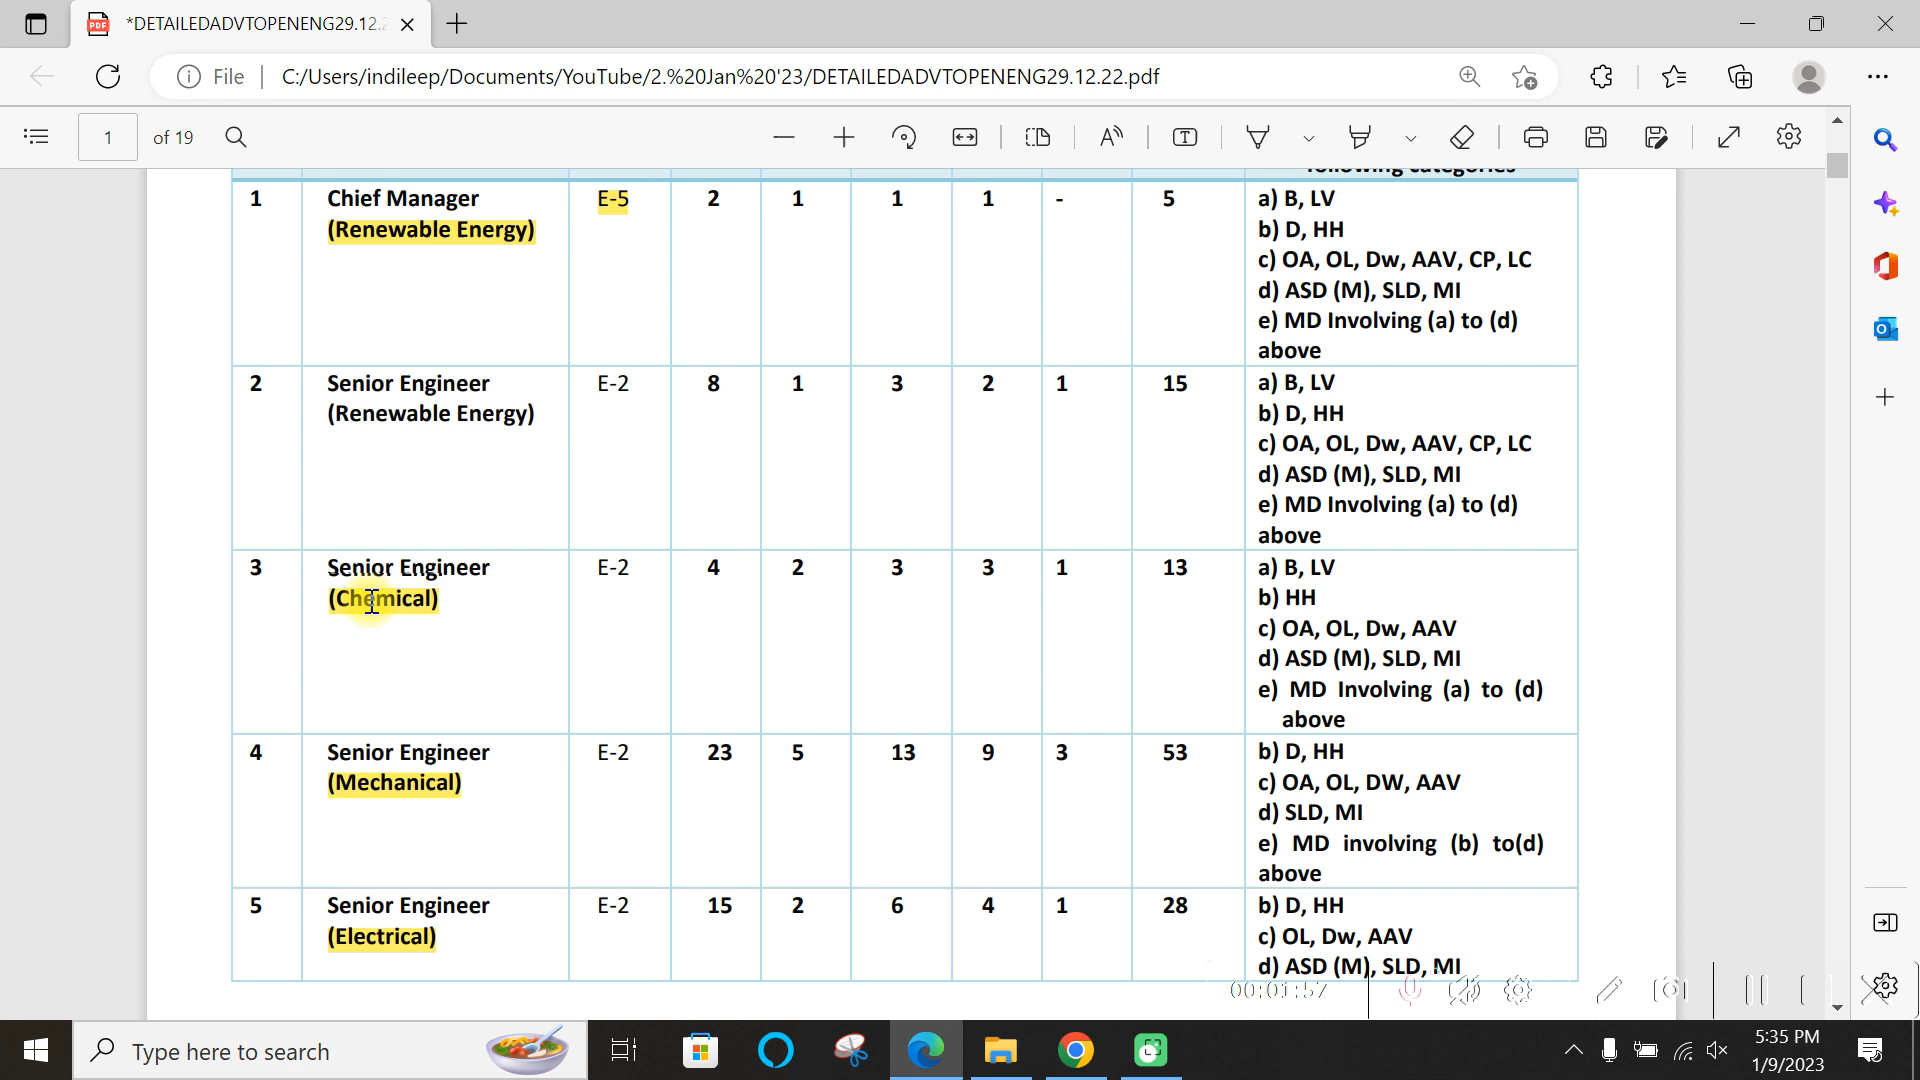 *DETAILEDADVTOPENENG29.12.2
File
C:/Users/indileep/Documents/YouTube/2.%20Jan%20'23/DETAILEDADVTOPENENG29.12.22.pdf
1 of 19
following categories
1 Chief Manager E-5 2 1 1 1 - 5 a) B, LV
(Renewable Energy) b) D, HH
c) OA, OL, Dw, AAV, CP, LC
d) ASD (M), SLD, MI
e) MD Involving (a) to (d)
above
2 Senior Engineer E-2 8 1 3 2 1 15 a) B, LV
(Renewable Energy) b) D, HH
c) OA, OL, Dw, AAV, CP, LC
d) ASD (M), SLD, MI
e) MD Involving (a) to (d)
above
3 Senior Engineer E-2 4 2 3 3 1 13 a) B, LV
(Chemical) b) HH
c) OA, OL, Dw, AAV
d) ASD (M), SLD, MI
e) MD Involving (a) to (d)
above
4 Senior Engineer E-2 23 5 13 9 3 53 b) D, HH
(Mechanical) c) OA, OL, DW, AAV
d) SLD, MI
e) MD involving (b) to(d)
above
5 Senior Engineer E-2 15 2 6 4 1 28 b) D, HH
(Electrical) c) OL, Dw, AAV
d) ASD (M), SLD, MI
00:01:57
Type here to search
5:35 PM
1/9/2023